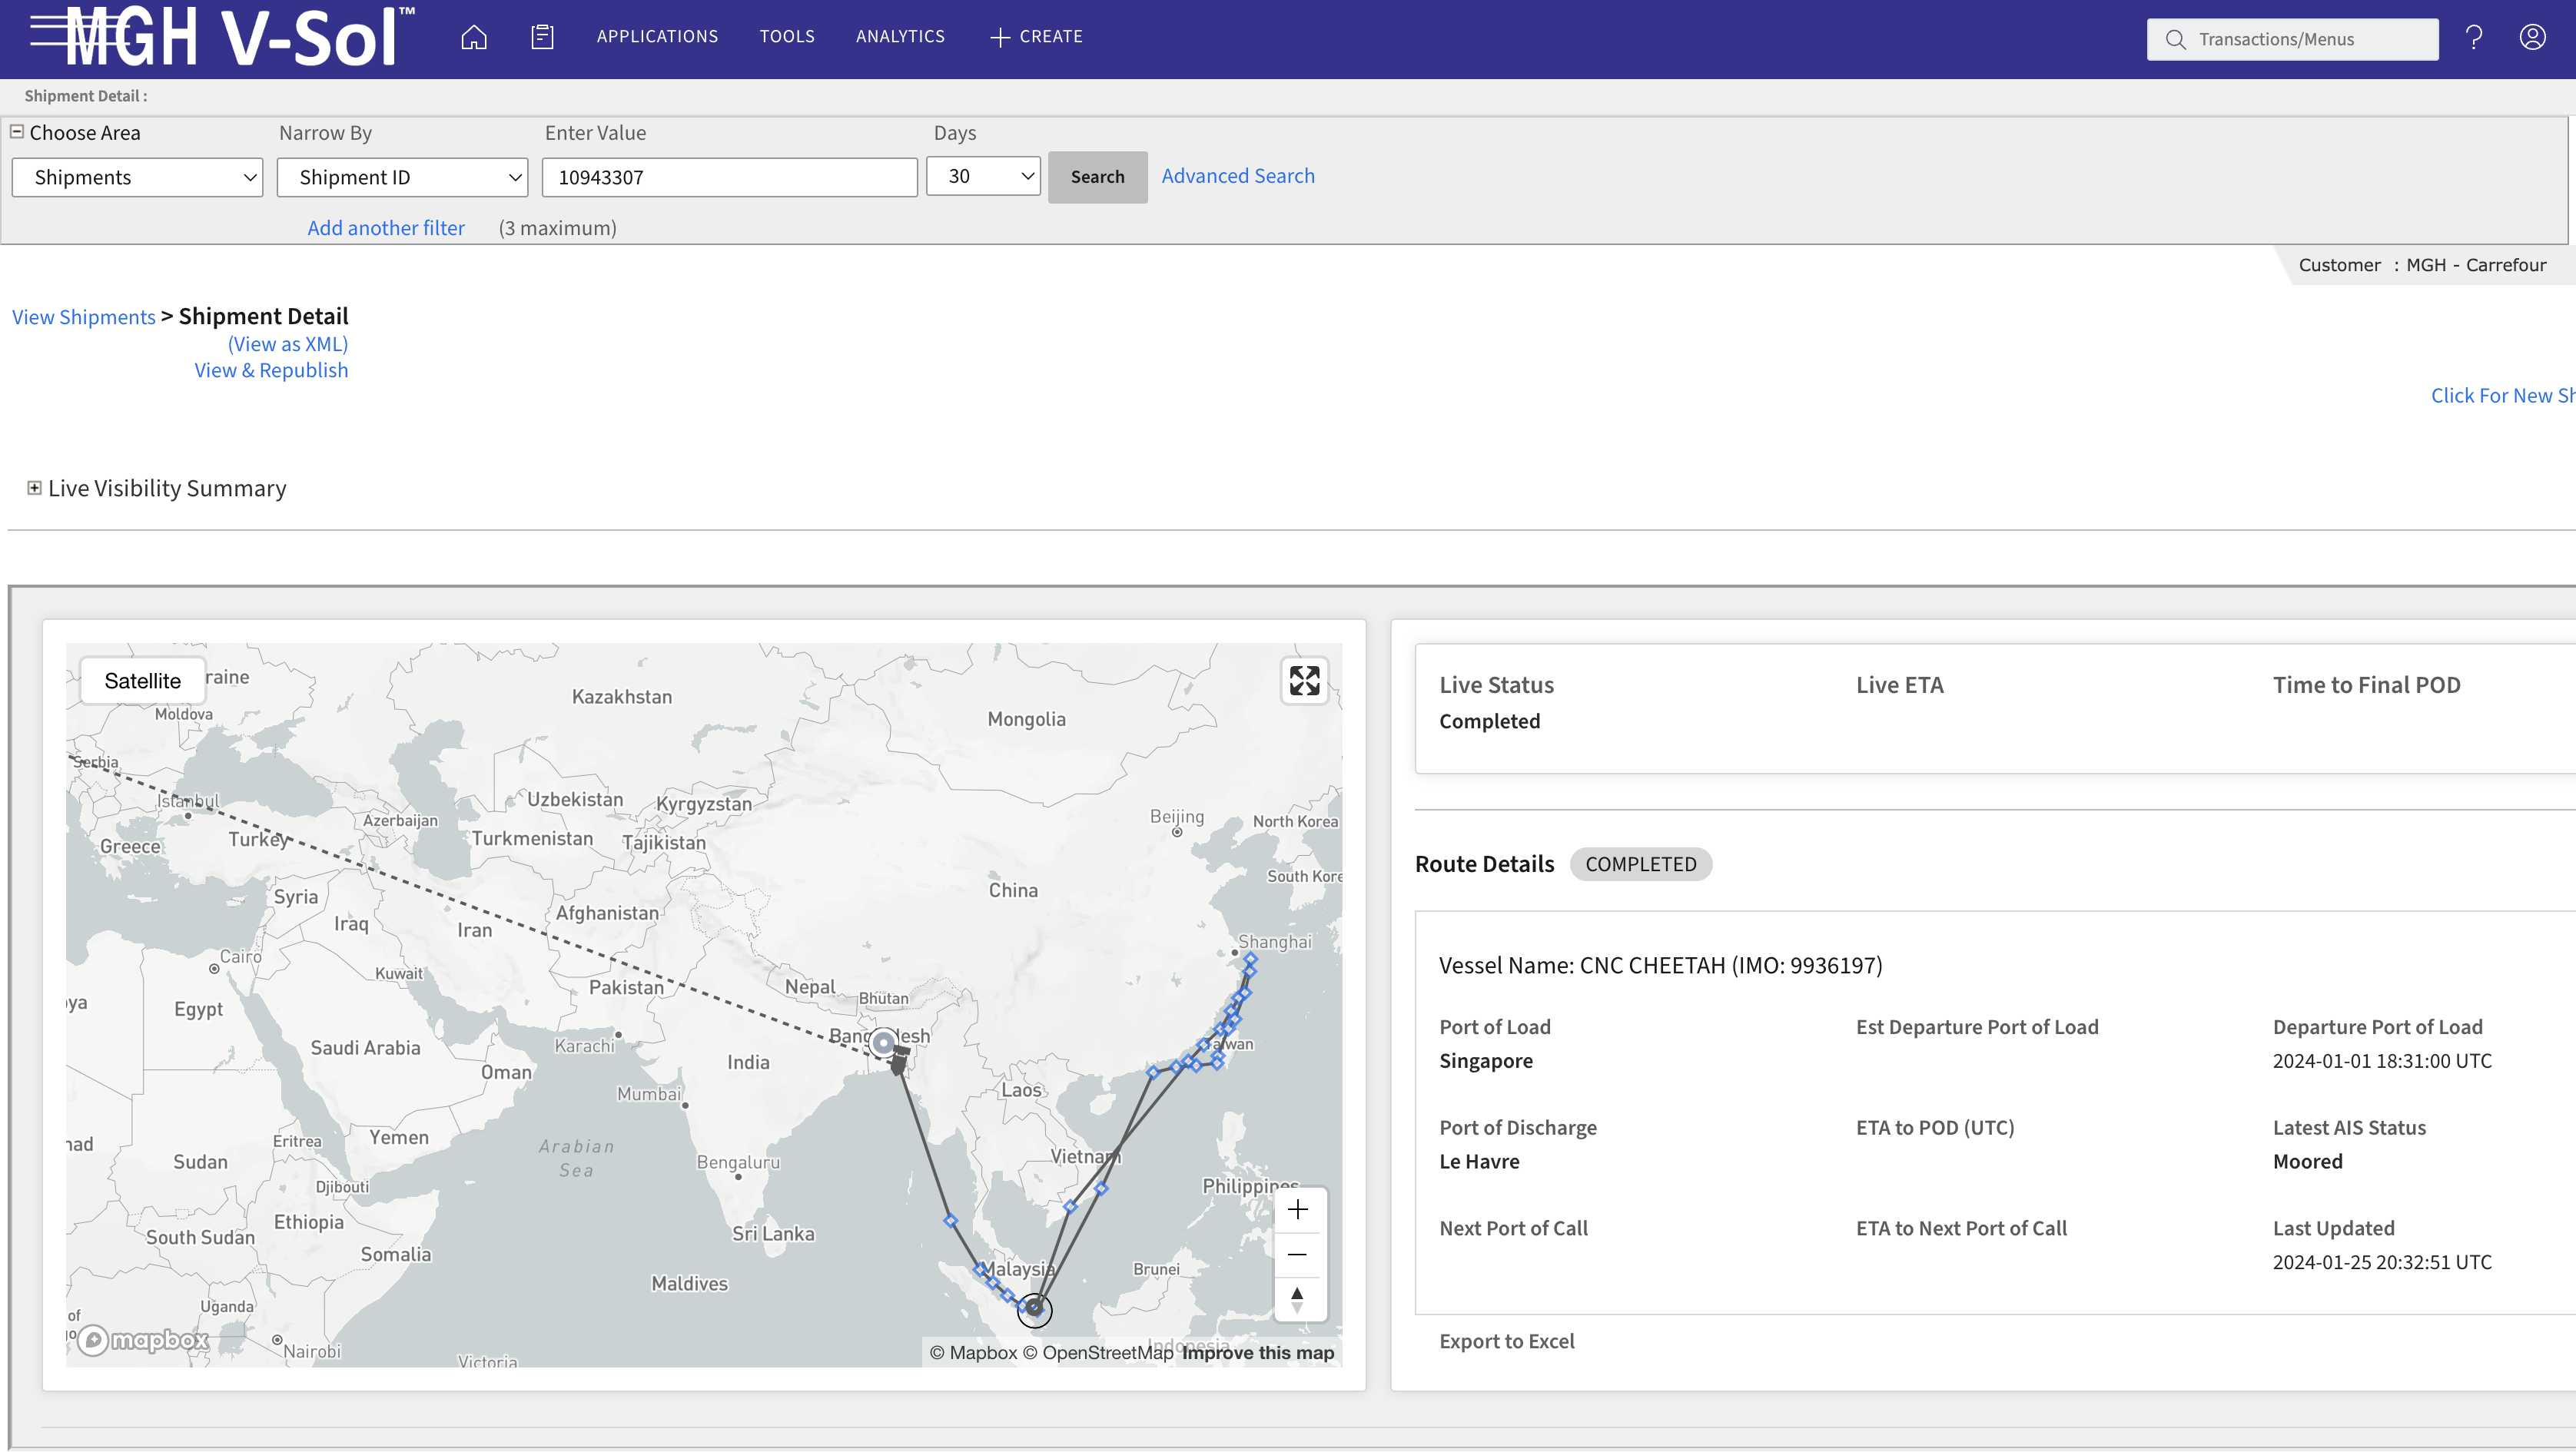 MGH V-Sol™
APPLICATIONS
TOOLS
ANALYTICS
CREATE
Transactions/Menus
Shipment Detail :
Choose Area
Narrow By
Enter Value
Days
Shipments
Shipment ID
10943307
30
Search
Advanced Search
Add another filter
(3 maximum)
Customer : MGH - Carrefour
View Shipments > Shipment Detail
(View as XML)
View & Republish
Click For New Sh
Live Visibility Summary
Satellite
raine
Kazakhstan
Mongolia
Moldova
Serbia
Istanbul
Uzbekistan
Kyrgyzstan
Beijing
North Korea
Azerbaijan
Greece
Turkey
Turkmenistan
Tajikistan
South Kore
China
Syria
Afghanistan
Iraq
Iran
Shanghai
Cairo
Kuwait
Pakistan
Nepal
Bhutan
ya
Egypt
Bangladesh
Karachi
Saudi Arabia
Taiwan
India
Oman
Laos
Mumbai
Eritrea
Yemen
Arabian
Sea
had
Sudan
Bengaluru
Vietnam
Djibouti
Philippines
Ethiopia
South Sudan
Sri Lanka
Somalia
Malaysia
Brunei
Maldives
Uganda
of
mapbox
Nairobi
Victoria
Indonesia
© Mapbox © OpenStreetMap Improve this map
Live Status
Live ETA
Time to Final POD
Completed
Route Details
COMPLETED
Vessel Name: CNC CHEETAH (IMO: 9936197)
Port of Load
Est Departure Port of Load
Departure Port of Load
Singapore
2024-01-01 18:31:00 UTC
Port of Discharge
ETA to POD (UTC)
Latest AIS Status
Le Havre
Moored
Next Port of Call
ETA to Next Port of Call
Last Updated
2024-01-25 20:32:51 UTC
Export to Excel